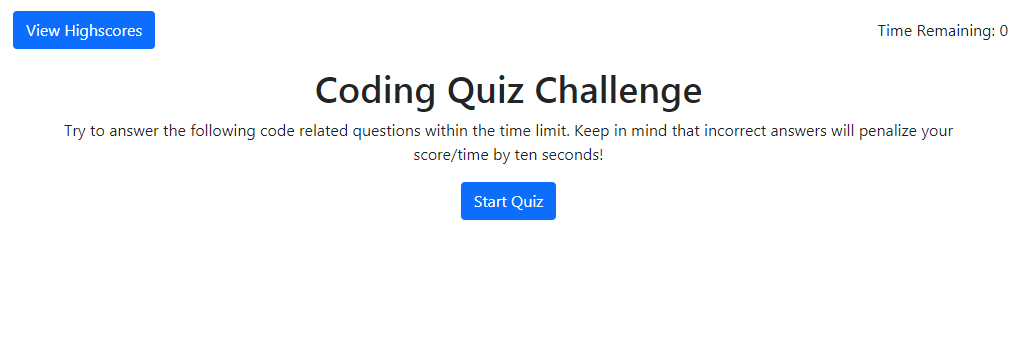 View Highscores
Time Remaining: 0
Coding Quiz Challenge
Try to answer the following code related questions within the time limit. Keep in mind that incorrect answers will penalize your
score/time by ten seconds!
Start Quiz